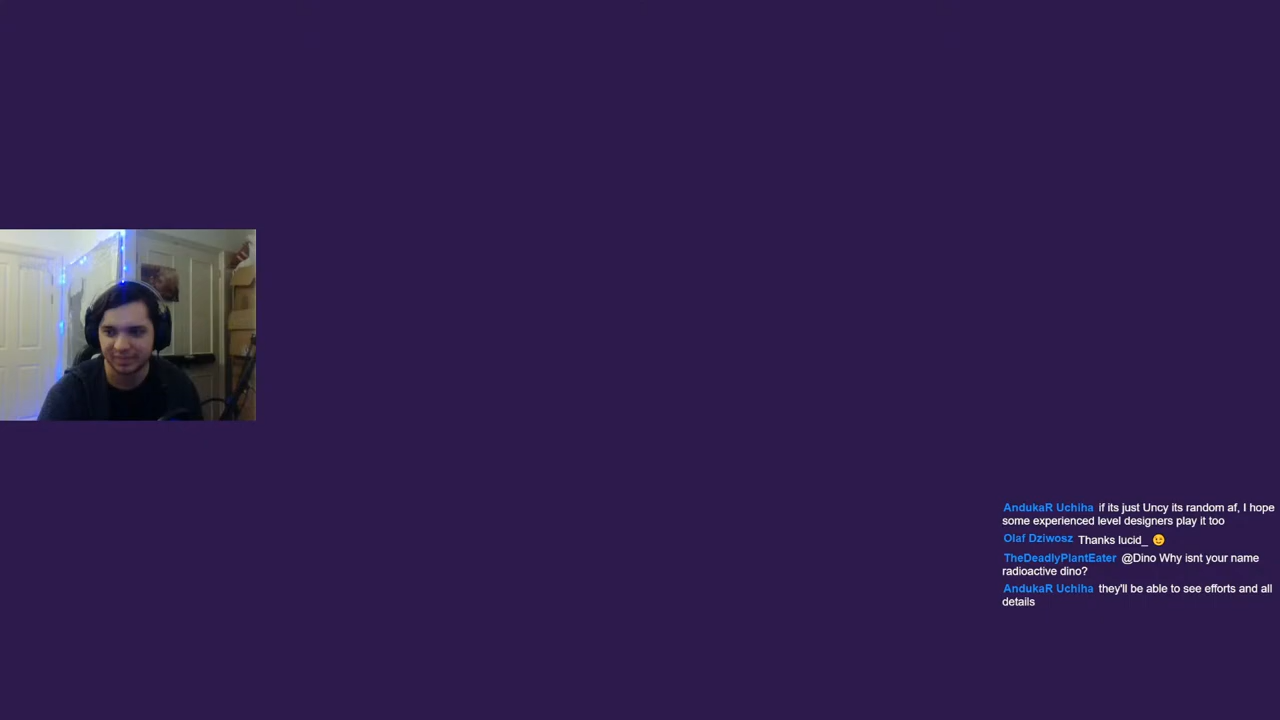 AndukaR Uchiha if its just Uncy its random af, I hope
some experienced level designers play it too
Olaf Dziwosz Thanks lucid_ 😉
TheDeadlyPlantEater @Dino Why isnt your name
radioactive dino?
AndukaR Uchiha they'll be able to see efforts and all
details